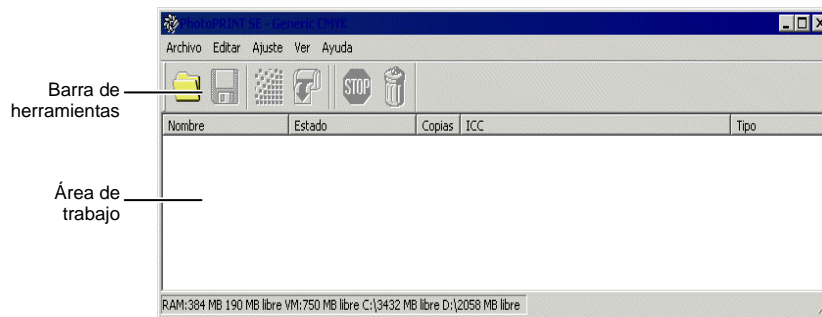 PhotoPRINT SE - Generic CMYK
Archivo Editar Ajuste Ver Ayuda
Barra de
herramientas
STOP
Nombre Estado Copias ICC Tipo
Área de
trabajo
RAM:384 MB 190 MB libre VM:750 MB libre C:\3432 MB libre D:\2058 MB libre